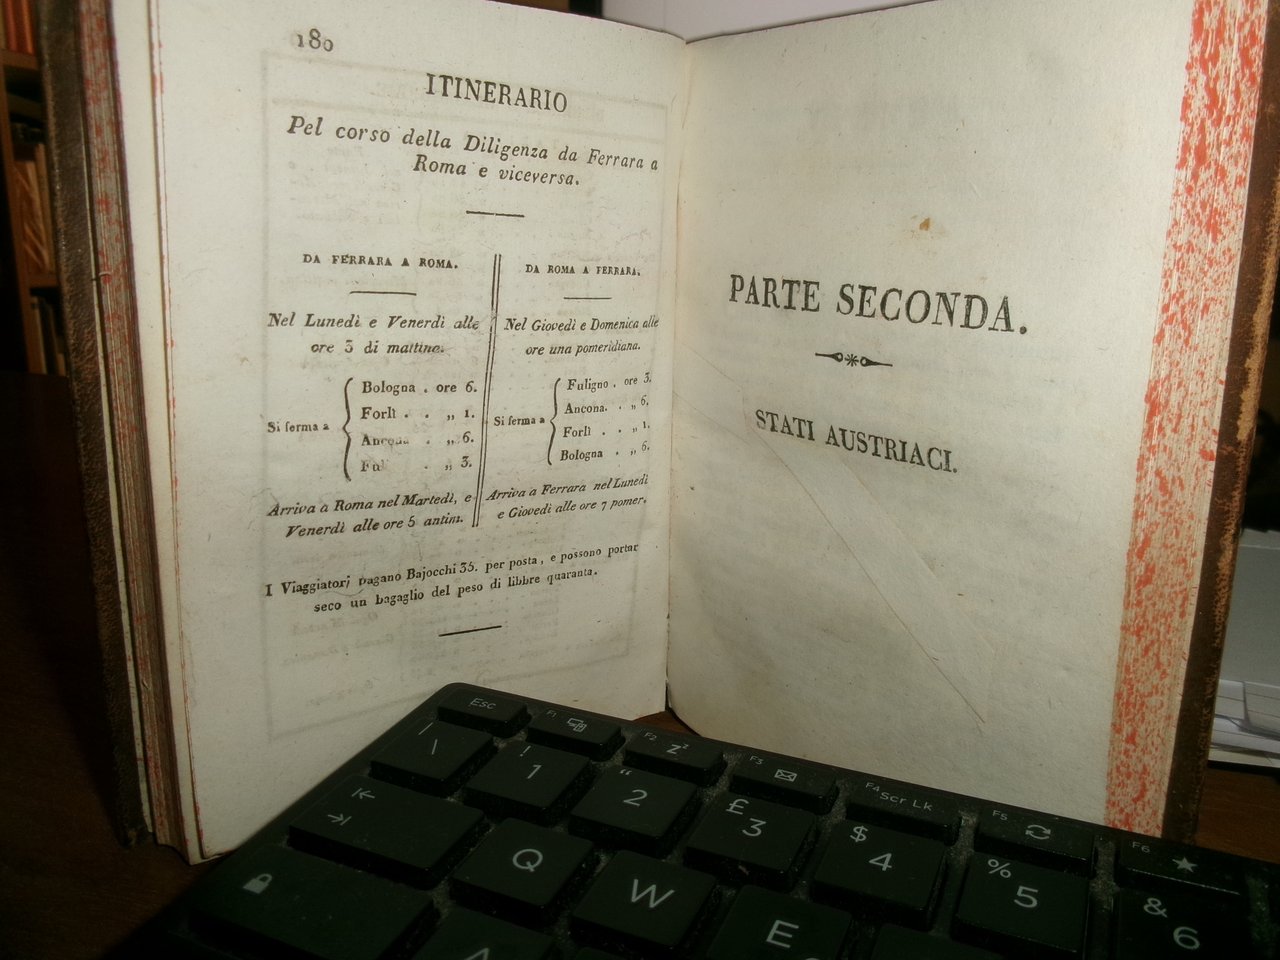 180
ITINERARIO
Pel corso della Diligenza da Ferrara a
Roma e viceversa.
DA FERRARA A ROMA.
Nel Lunedì e Venerdì alle
ore 3 di mattina.
Si ferma a
Bologna . ore 6.
Forlì . . „ 1.
Ancona . „ 6.
. „ 3.
Arriva a Roma nel Martedì, e
Venerdì alle ore 5 antim.
DA ROMA A FERRARA.
Nel Giovedì e Domenica alle
ore una pomeridiana.
Si ferma a
Fuligno . ore 3.
Ancona. . „ 6.
Forlì . . „ 1.
Bologna . „ 6.
Arriva a Ferrara nel Lunedì
e Giovedì alle ore 7 pomer.
I Viaggiatori pagano Bajocchi 35. per posta, e possono portar
seco un bagaglio del peso di libbre quaranta.
PARTE SECONDA.
STATI AUSTRIACI.
Esc
F1
F2 Zz
F3
F4 Scr Lk
F5
F6
| \
! 1
" 2
£ 3
$ 4
% 5
& 6
Q
W
E
A